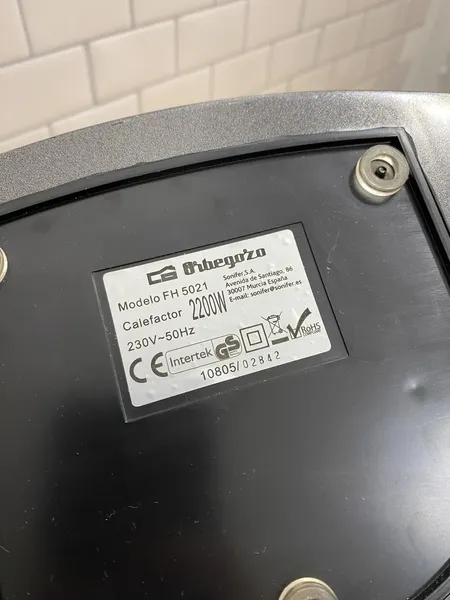 Orbegozo
Modelo FH 5021
Calefactor 2200W
230V~50Hz
Sonifer,S.A.
Avenida de Santiago, 86
30007 Murcia España
E-mail: sonifer@sonifer.es
CE Intertek GS RoHS
10805/02842